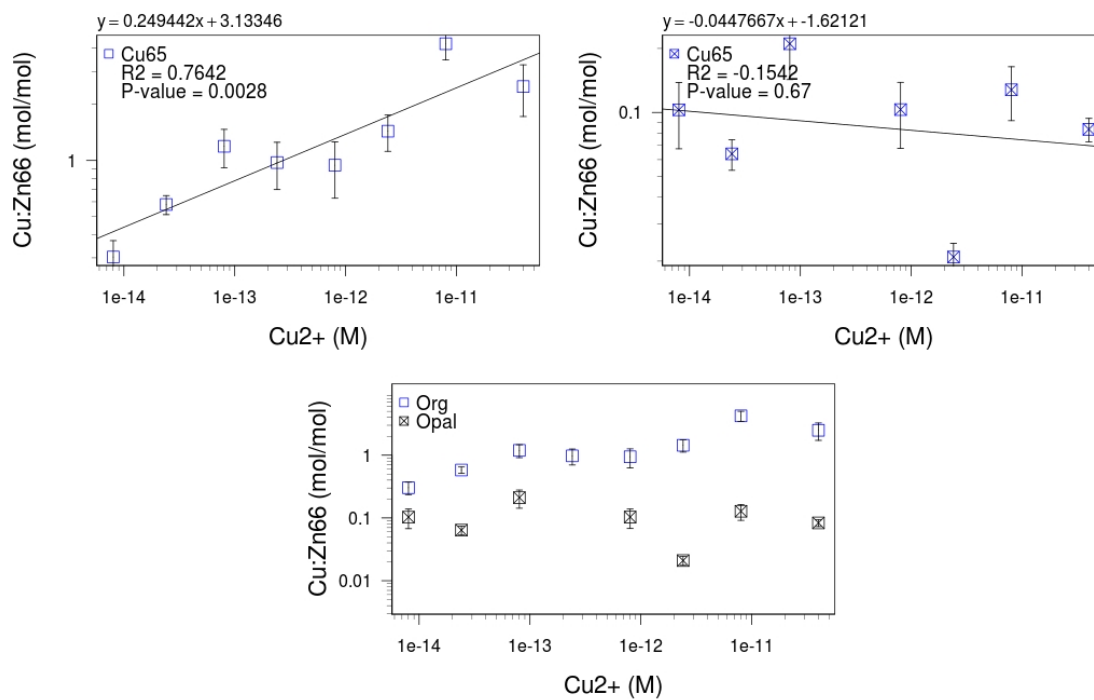 y = 0.249442x + 3.13346
Cu65
R2 = 0.7642
P-value = 0.0028
1
Cu:Zn66 (mol/mol)
1e-14 1e-13 1e-12 1e-11
Cu2+ (M)
y = -0.0447667x + -1.62121
Cu65
R2 = -0.1542
P-value = 0.67
0.1
Cu:Zn66 (mol/mol)
1e-14 1e-13 1e-12 1e-11
Cu2+ (M)
Org
Opal
1
0.1
0.01
Cu:Zn66 (mol/mol)
1e-14 1e-13 1e-12 1e-11
Cu2+ (M)